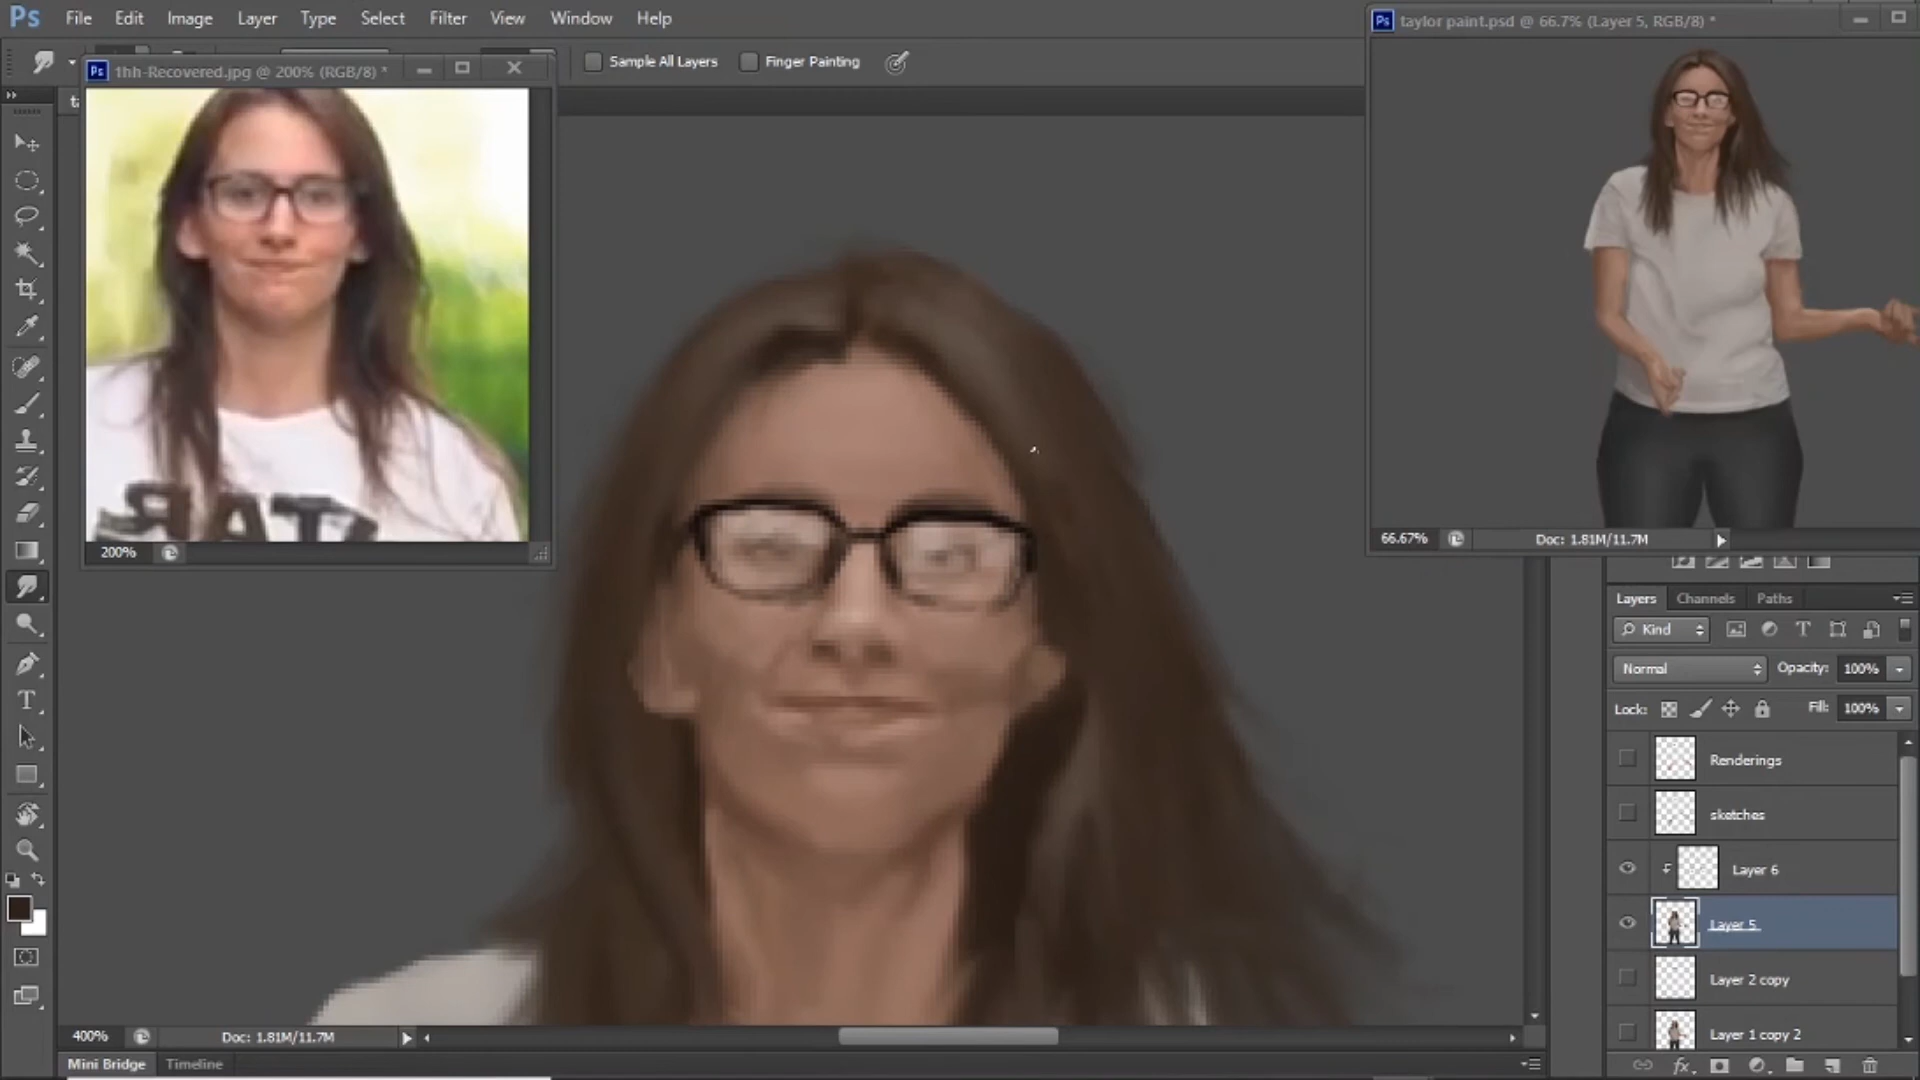 Ps File Edit Image Layer Type Select Filter View Window Help
Sample All Layers Finger Painting
Ps 1hh-Recovered.jpg @ 200% (RGB/8) *
200%
Ps taylor paint.psd @ 66.7% (Layer 5, RGB/8) *
66.67% Doc: 1.81M/11.7M
Layers Channels Paths
Kind
Normal Opacity: 100%
Lock: Fill: 100%
Renderings
sketches
Layer 6
Layer 5
Layer 2 copy
Layer 1 copy 2
fx
400% Doc: 1.81M/11.7M
Mini Bridge Timeline